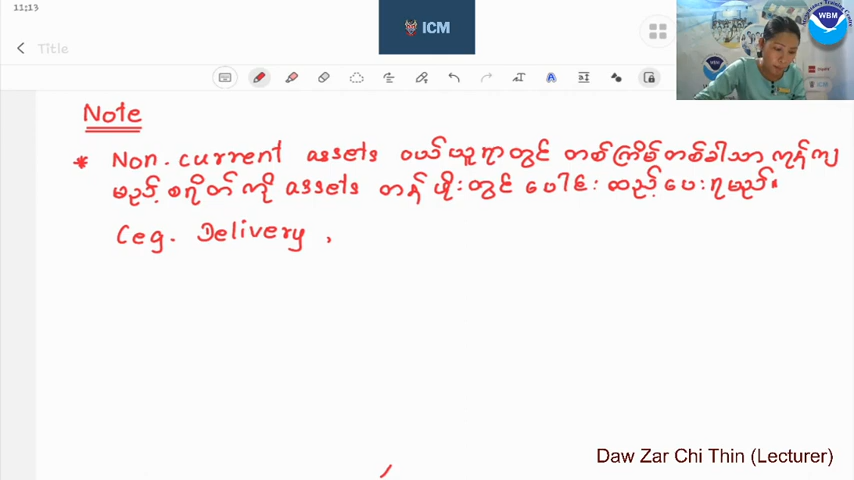 11:13
ICM
WBM
Title
Note
* Non.current assets ဝယ်ယူရာတွင် တစ်ကြိမ်တစ်ခါသာ ကုန်ကျ
မည့် စရိတ်ကို assets တန်ဖိုးတွင် ပေါင်းထည့်ပေးရမည်။
Ceg. Delivery ,
Daw Zar Chi Thin (Lecturer)